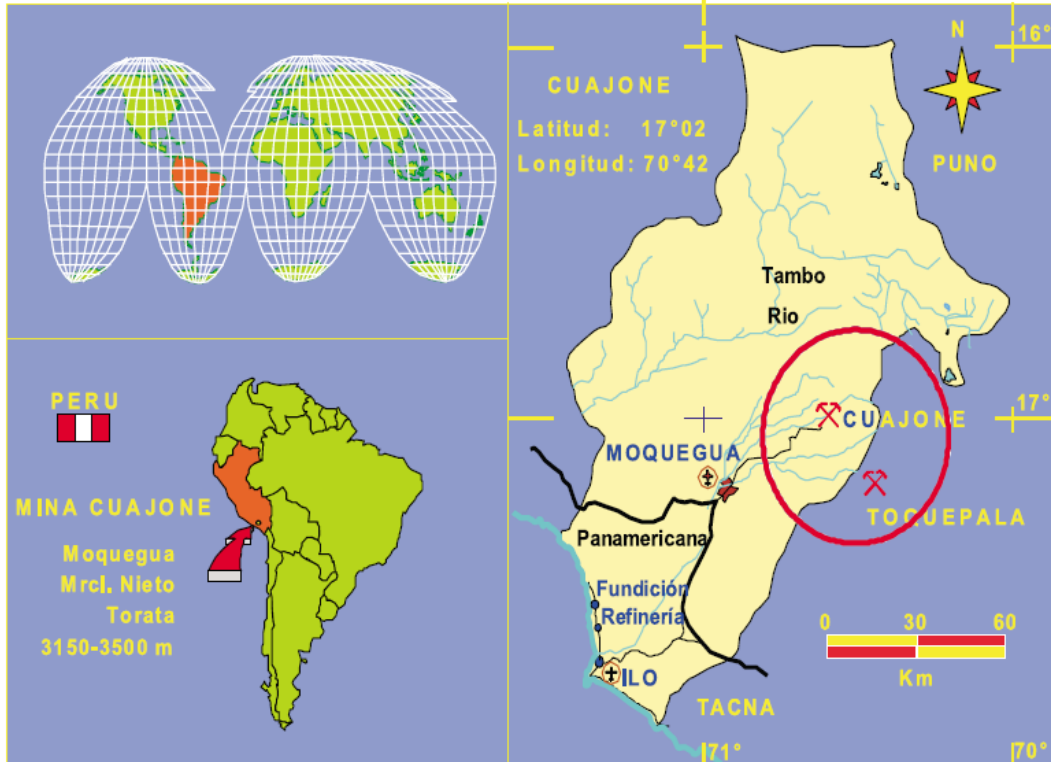 PERU
MINA CUAJONE
Moquegua
Mrcl. Nieto
Torata
3150-3500 m
CUAJONE
Latitud: 17°02
Longitud: 70°42
N
16°
PUNO
Tambo
Rio
CUAJONE
17°
MOQUEGUA
TOQUEPALA
Panamericana
Fundición
Refinería
0 30 60
Km
ILO
TACNA
71°
70°